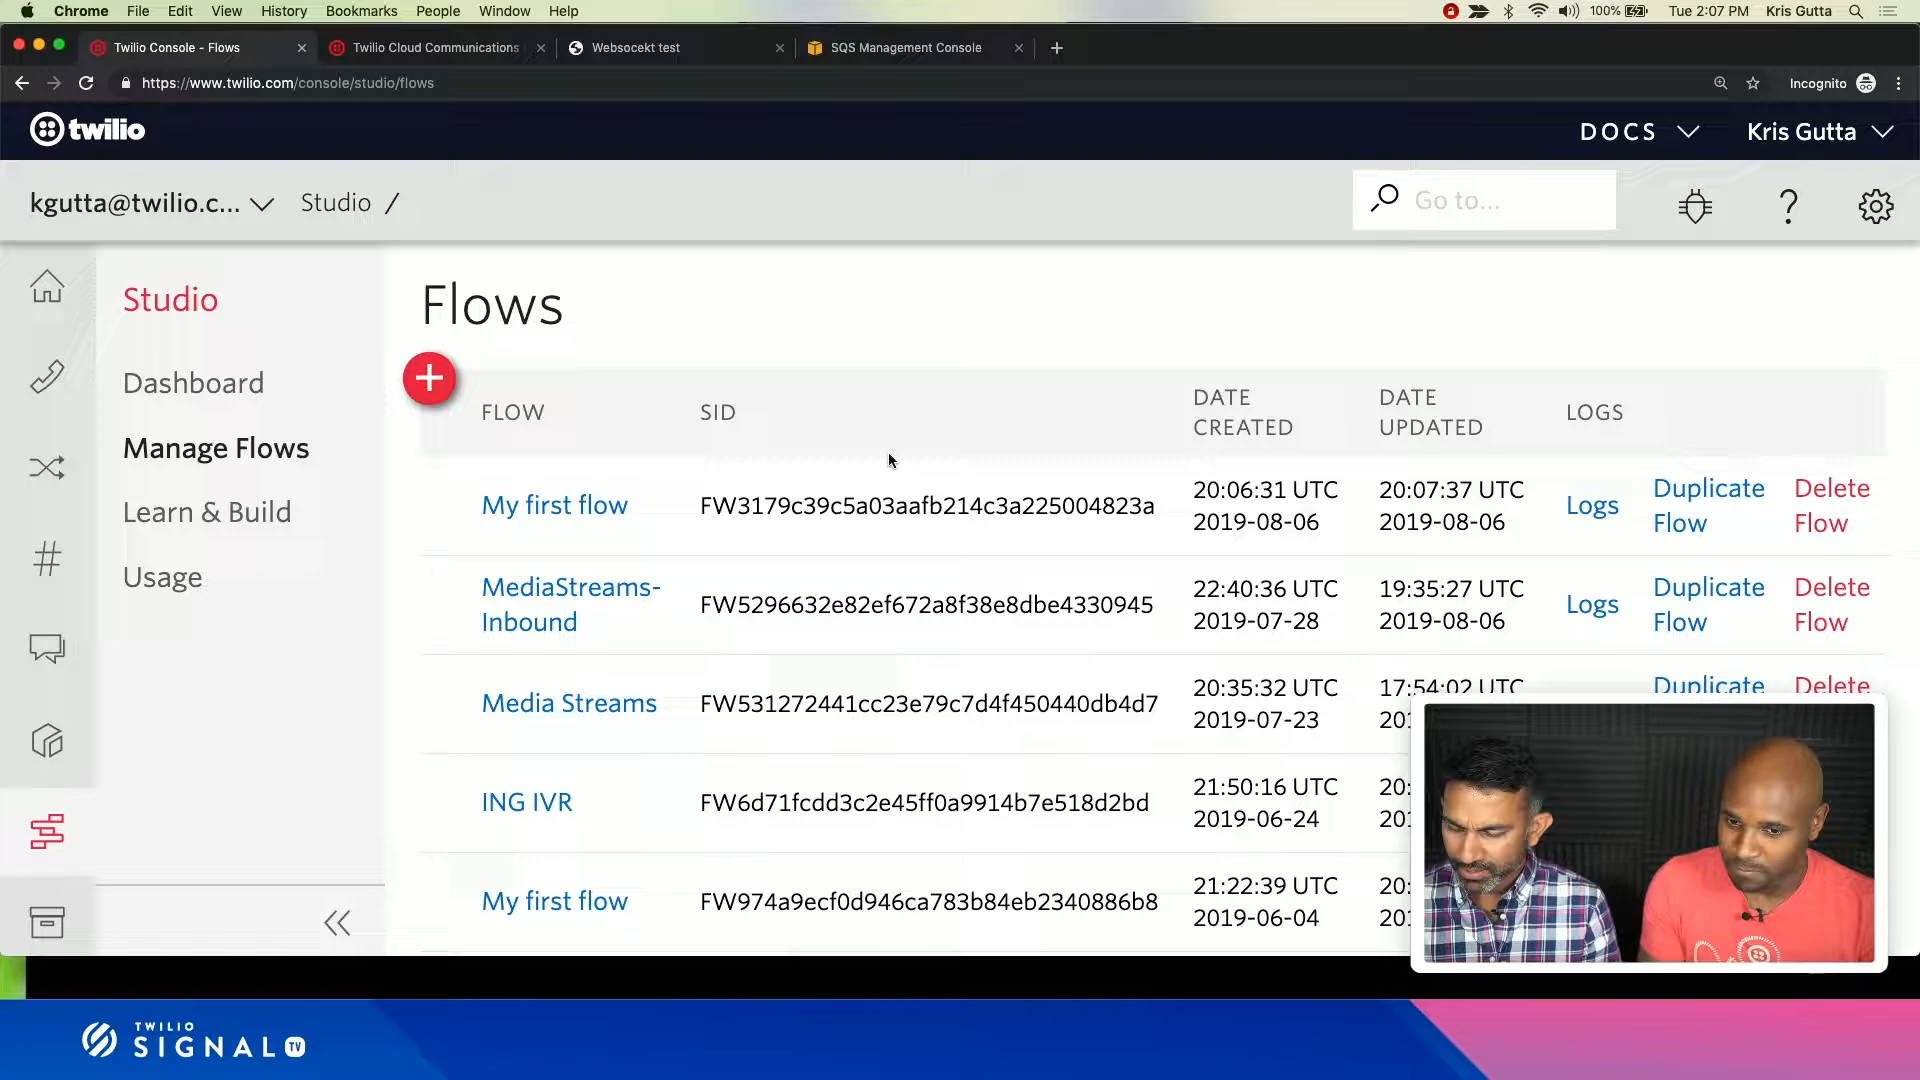 Chrome File Edit View History Bookmarks People Window Help 100% Tue 2:07 PM Kris Gutta
Twilio Console - Flows Twilio Cloud Communications Websocekt test SQS Management Console
https://www.twilio.com/console/studio/flows Incognito
twilio DOCS Kris Gutta
kgutta@twilio.c... Studio / Go to...
Studio
Dashboard
Manage Flows
Learn & Build
Usage
Flows
FLOW SID DATE CREATED DATE UPDATED LOGS
My first flow FW3179c39c5a03aafb214c3a225004823a 20:06:31 UTC 2019-08-06 20:07:37 UTC 2019-08-06 Logs Duplicate Flow Delete Flow
MediaStreams-Inbound FW5296632e82ef672a8f38e8dbe4330945 22:40:36 UTC 2019-07-28 19:35:27 UTC 2019-08-06 Logs Duplicate Flow Delete Flow
Media Streams FW531272441cc23e79c7d4f450440db4d7 20:35:32 UTC 2019-07-23 17:54:02 UTC 201 Duplicate Delete
ING IVR FW6d71fcdd3c2e45ff0a9914b7e518d2bd 21:50:16 UTC 2019-06-24 20: 201
My first flow FW974a9ecf0d946ca783b84eb2340886b8 21:22:39 UTC 2019-06-04 20: 201
TWILIO
SIGNAL TV